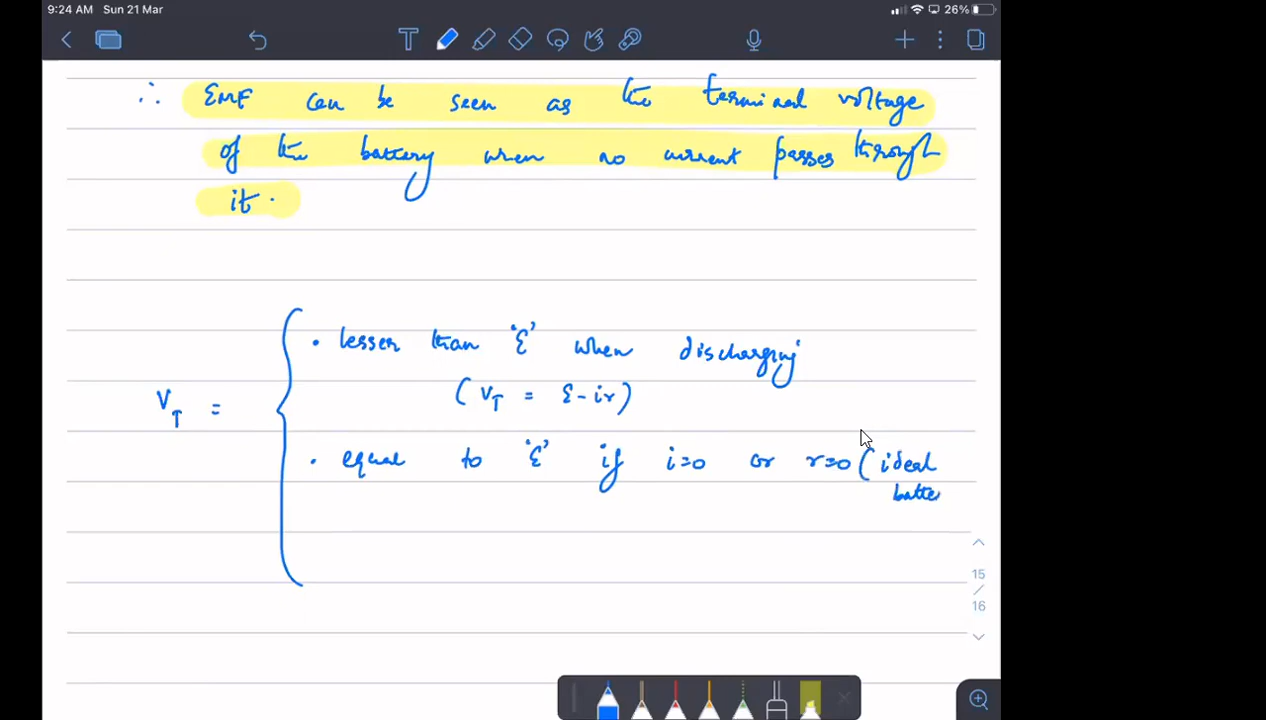 9:24 AM Sun 21 Mar
26%
∴ EMF can be seen as the terminal voltage
of the battery when no current passes through
it.
• lesser than 'ε' when discharging
(V_T = ε - ir)
V_T =
• equal to 'ε' if i=0 or r=0 (ideal
batte
15
/
16